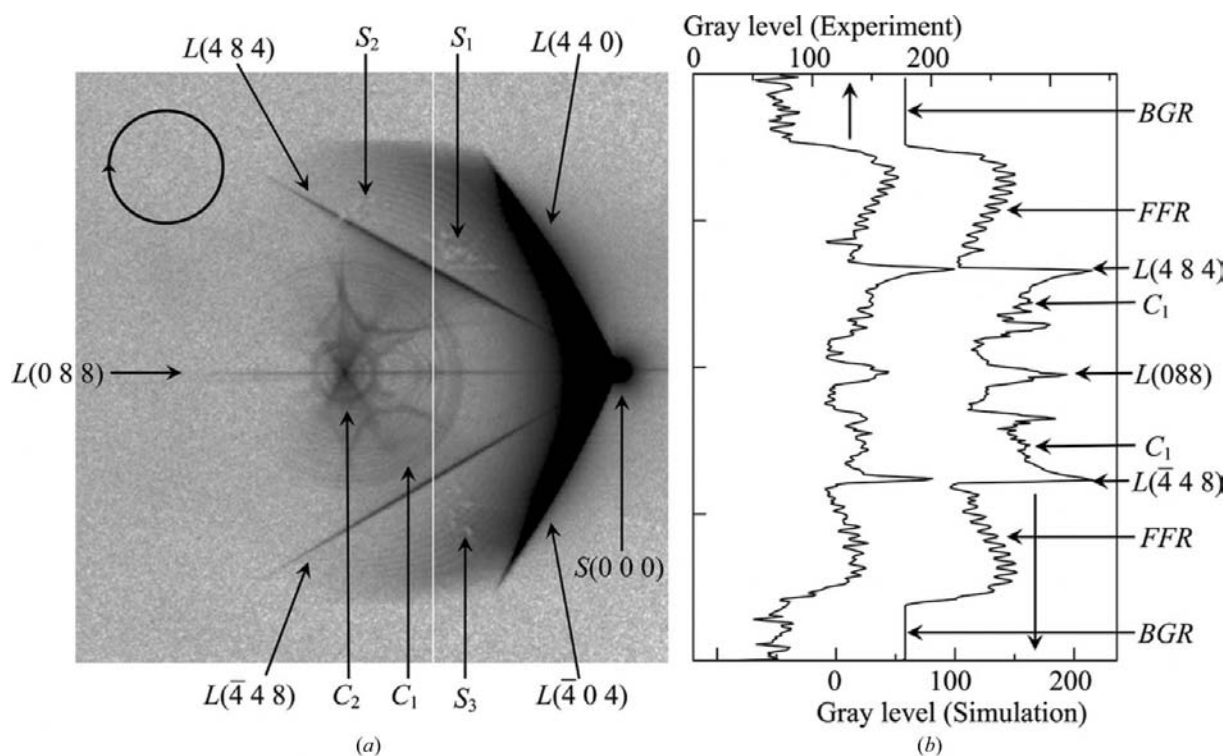 L(4 8 4)
S₂
S₁
L(4 4 0)
L(0 8 8)
S(0 0 0)
L(4̅ 4 8)
C₂
C₁
S₃
L(4̅ 0 4)
(a)
Gray level (Experiment)
0
100
200
BGR
FFR
L(4 8 4)
C₁
L(088)
C₁
L(4̅ 4 8)
FFR
BGR
0
100
200
Gray level (Simulation)
(b)